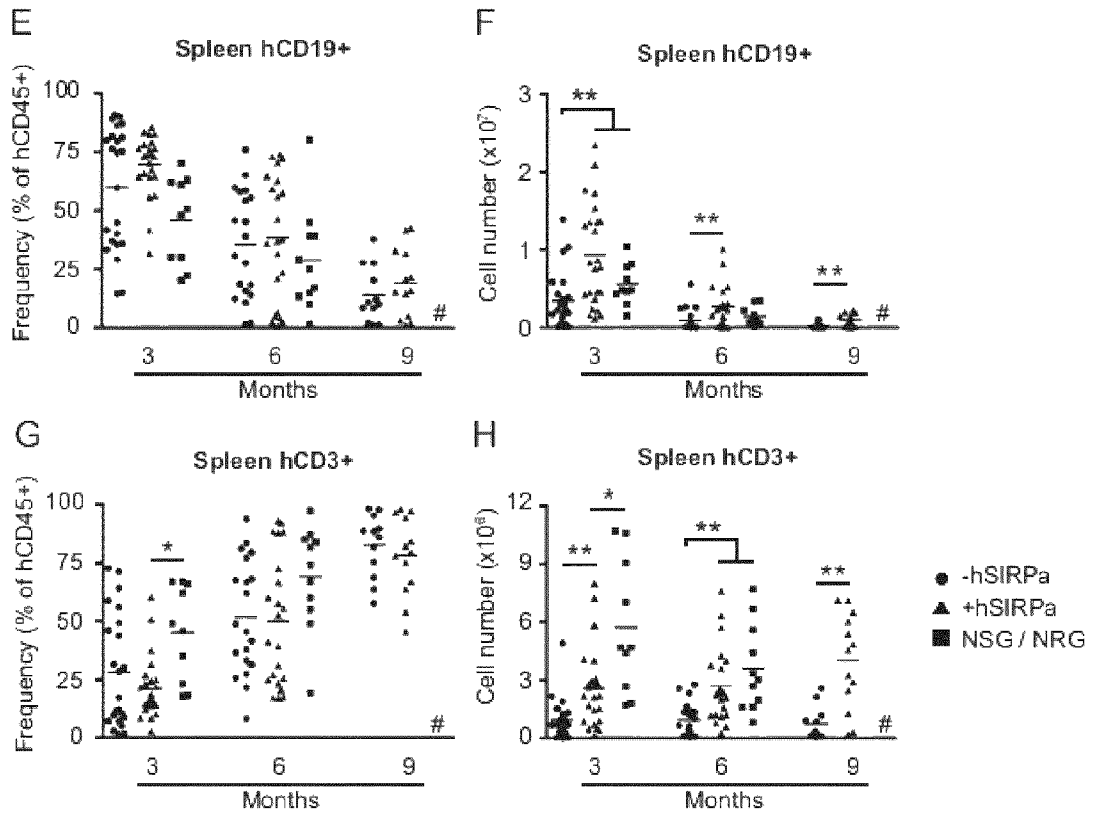 E
Spleen hCD19+
Frequency (% of hCD45+)
100
75
50
25
0
#
3 6 9
Months
F
Spleen hCD19+
Cell number (x10⁷)
3
2
1
0
**
**
**
#
3 6 9
Months
G
Spleen hCD3+
Frequency (% of hCD45+)
100
75
50
25
0
*
#
3 6 9
Months
H
Spleen hCD3+
Cell number (x10⁶)
12
9
6
3
0
*
**
**
**
#
3 6 9
Months
-hSIRPa
+hSIRPa
NSG / NRG